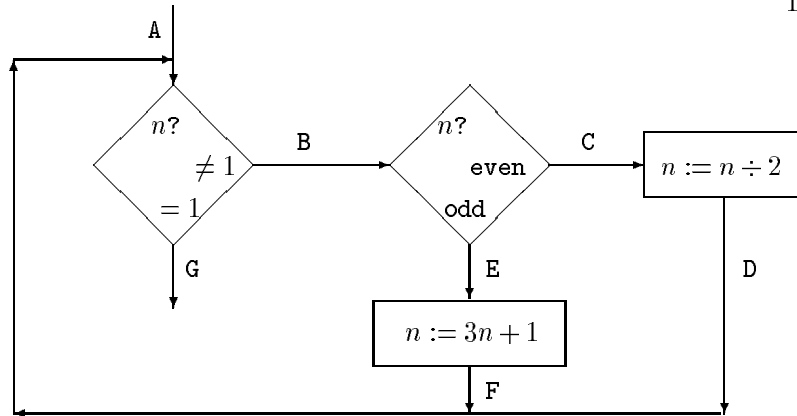 1
A
n?
≠ 1
= 1
B
n?
even
odd
C
n := n ÷ 2
G
E
D
n := 3n + 1
F